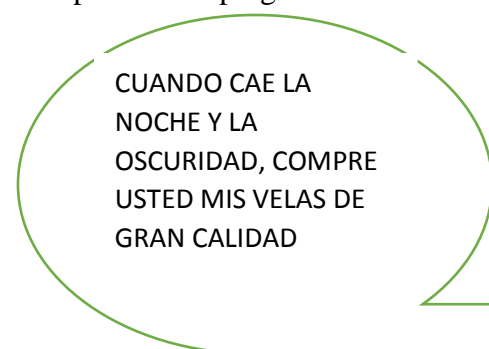 CUANDO CAE LA
NOCHE Y LA
OSCURIDAD, COMPRE
USTED MIS VELAS DE
GRAN CALIDAD